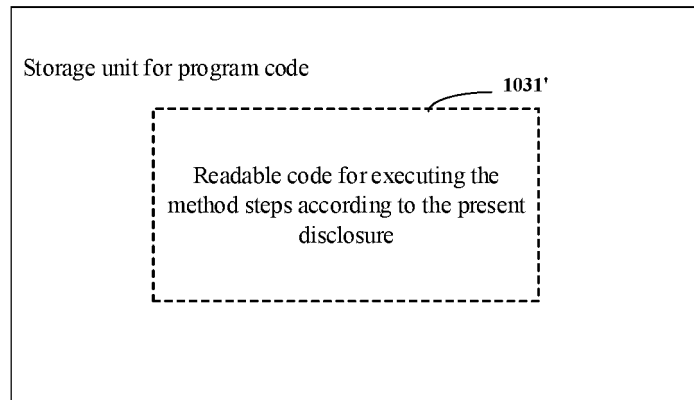 Storage unit for program code
1031'
Readable code for executing the
method steps according to the present
disclosure